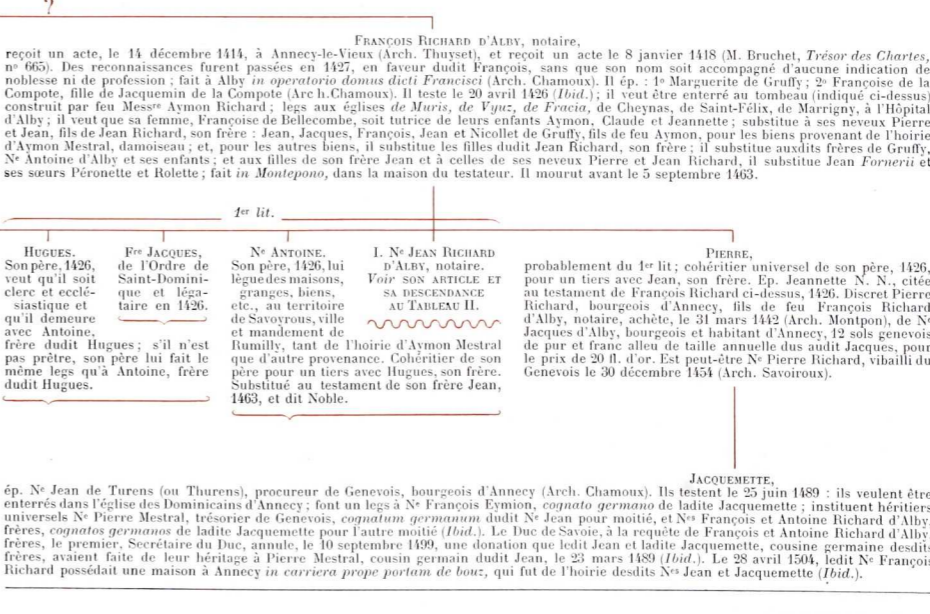 ?
FRANÇOIS RICHARD D'ALBY, notaire,
reçoit un acte, le 14 décembre 1414, à Annecy-le-Vieux (Arch. Thuyset), et reçoit un acte le 8 janvier 1418 (M. Bruchet, Trésor des Chartes,
nº 665). Des reconnaissances furent passées en 1427, en faveur dudit François, sans que son nom soit accompagné d'aucune indication de
noblesse ni de profession ; fait à Alby in operatorio domus dicti Francisci (Arch. Chamoux). Il ép. : 1º Marguerite de Gruffy ; 2º Françoise de la
Compote, fille de Jacquemin de la Compote (Arc h.Chamoux). Il teste le 20 avril 1426 (Ibid.) ; il veut être enterré au tombeau (indiqué ci-dessus)
construit par feu Messre Aymon Richard ; legs aux églises de Muris, de Vyuz, de Fracia, de Cheynas, de Saint-Félix, de Marrigny, à l'Hôpital
d'Alby ; il veut que sa femme, Françoise de Bellecombe, soit tutrice de leurs enfants Aymon, Claude et Jeannette ; substitue à ses neveux Pierre
et Jean, fils de Jean Richard, son frère : Jean, Jacques, François, Jean et Nicollet de Gruffy, fils de feu Aymon, pour les biens provenant de l'hoirie
d'Aymon Mestral, damoiseau ; et, pour les autres biens, il substitue les filles dudit Jean Richard, son frère ; il substitue auxdits frères de Gruffy,
Ne Antoine d'Alby et ses enfants ; et aux filles de son frère Jean et à celles de ses neveux Pierre et Jean Richard, il substitue Jean Fornerii et
ses sœurs Péronette et Rolette ; fait in Montepono, dans la maison du testateur. Il mourut avant le 5 septembre 1463.
1er lit.
HUGUES.
Son père, 1426,
veut qu'il soit
clerc et ecclé-
siastique et
qu'il demeure
avec Antoine,
frère dudit Hugues ; s'il n'est
pas prêtre, son père lui fait le
même legs qu'à Antoine, frère
dudit Hugues.
Fre JACQUES,
de l'Ordre de
Saint-Domini-
que et léga-
taire en 1426.
Ne ANTOINE.
Son père, 1426, lui
lègue des maisons,
granges, biens,
etc., au territoire
de Savoyrous, ville
et mandement de
Rumilly, tant de l'hoirie d'Aymon Mestral
que d'autre provenance. Cohéritier de son
père pour un tiers avec Hugues, son frère.
Substitué au testament de son frère Jean,
1463, et dit Noble.
I. Ne JEAN RICHARD
D'ALBY, notaire.
Voir SON ARTICLE ET
SA DESCENDANCE
AU TABLEAU II.
PIERRE,
probablement du 1er lit ; cohéritier universel de son père, 1426,
pour un tiers avec Jean, son frère. Ep. Jeannette N. N., citée
au testament de François Richard ci-dessus, 1426. Discret Pierre
Richard, bourgeois d'Annecy, fils de feu François Richard
d'Alby, notaire, achète, le 31 mars 1442 (Arch. Montpon), de Ne
Jacques d'Alby, bourgeois et habitant d'Annecy, 12 sols genevois
de pur et franc alleu de taille annuelle dus audit Jacques, pour
le prix de 20 fl. d'or. Est peut-être Ne Pierre Richard, vibailli du
Genevois le 30 décembre 1454 (Arch. Savoiroux).
JACQUEMETTE,
ép. Ne Jean de Turens (ou Thurens), procureur de Genevois, bourgeois d'Annecy (Arch. Chamoux). Ils testent le 25 juin 1489 : ils veulent être
enterrés dans l'église des Dominicains d'Annecy ; font un legs à Ne François Eymion, cognato germano de ladite Jacquemette ; instituent héritiers
universels Ne Pierre Mestral, trésorier de Genevois, cognatum germanum dudit Ne Jean pour moitié, et Nes François et Antoine Richard d'Alby,
frères, cognatos germanos de ladite Jacquemette pour l'autre moitié (Ibid.). Le Duc de Savoie, à la requête de François et Antoine Richard d'Alby,
frères, le premier, Secrétaire du Duc, annule, le 10 septembre 1499, une donation que ledit Jean et ladite Jacquemette, cousine germaine desdits
frères, avaient faite de leur héritage à Pierre Mestral, cousin germain dudit Jean, le 23 mars 1489 (Ibid.). Le 28 avril 1504, ledit Ne François
Richard possédait une maison à Annecy in carriera prope portam de bouz, qui fut de l'hoirie desdits Nes Jean et Jacquemette (Ibid.).